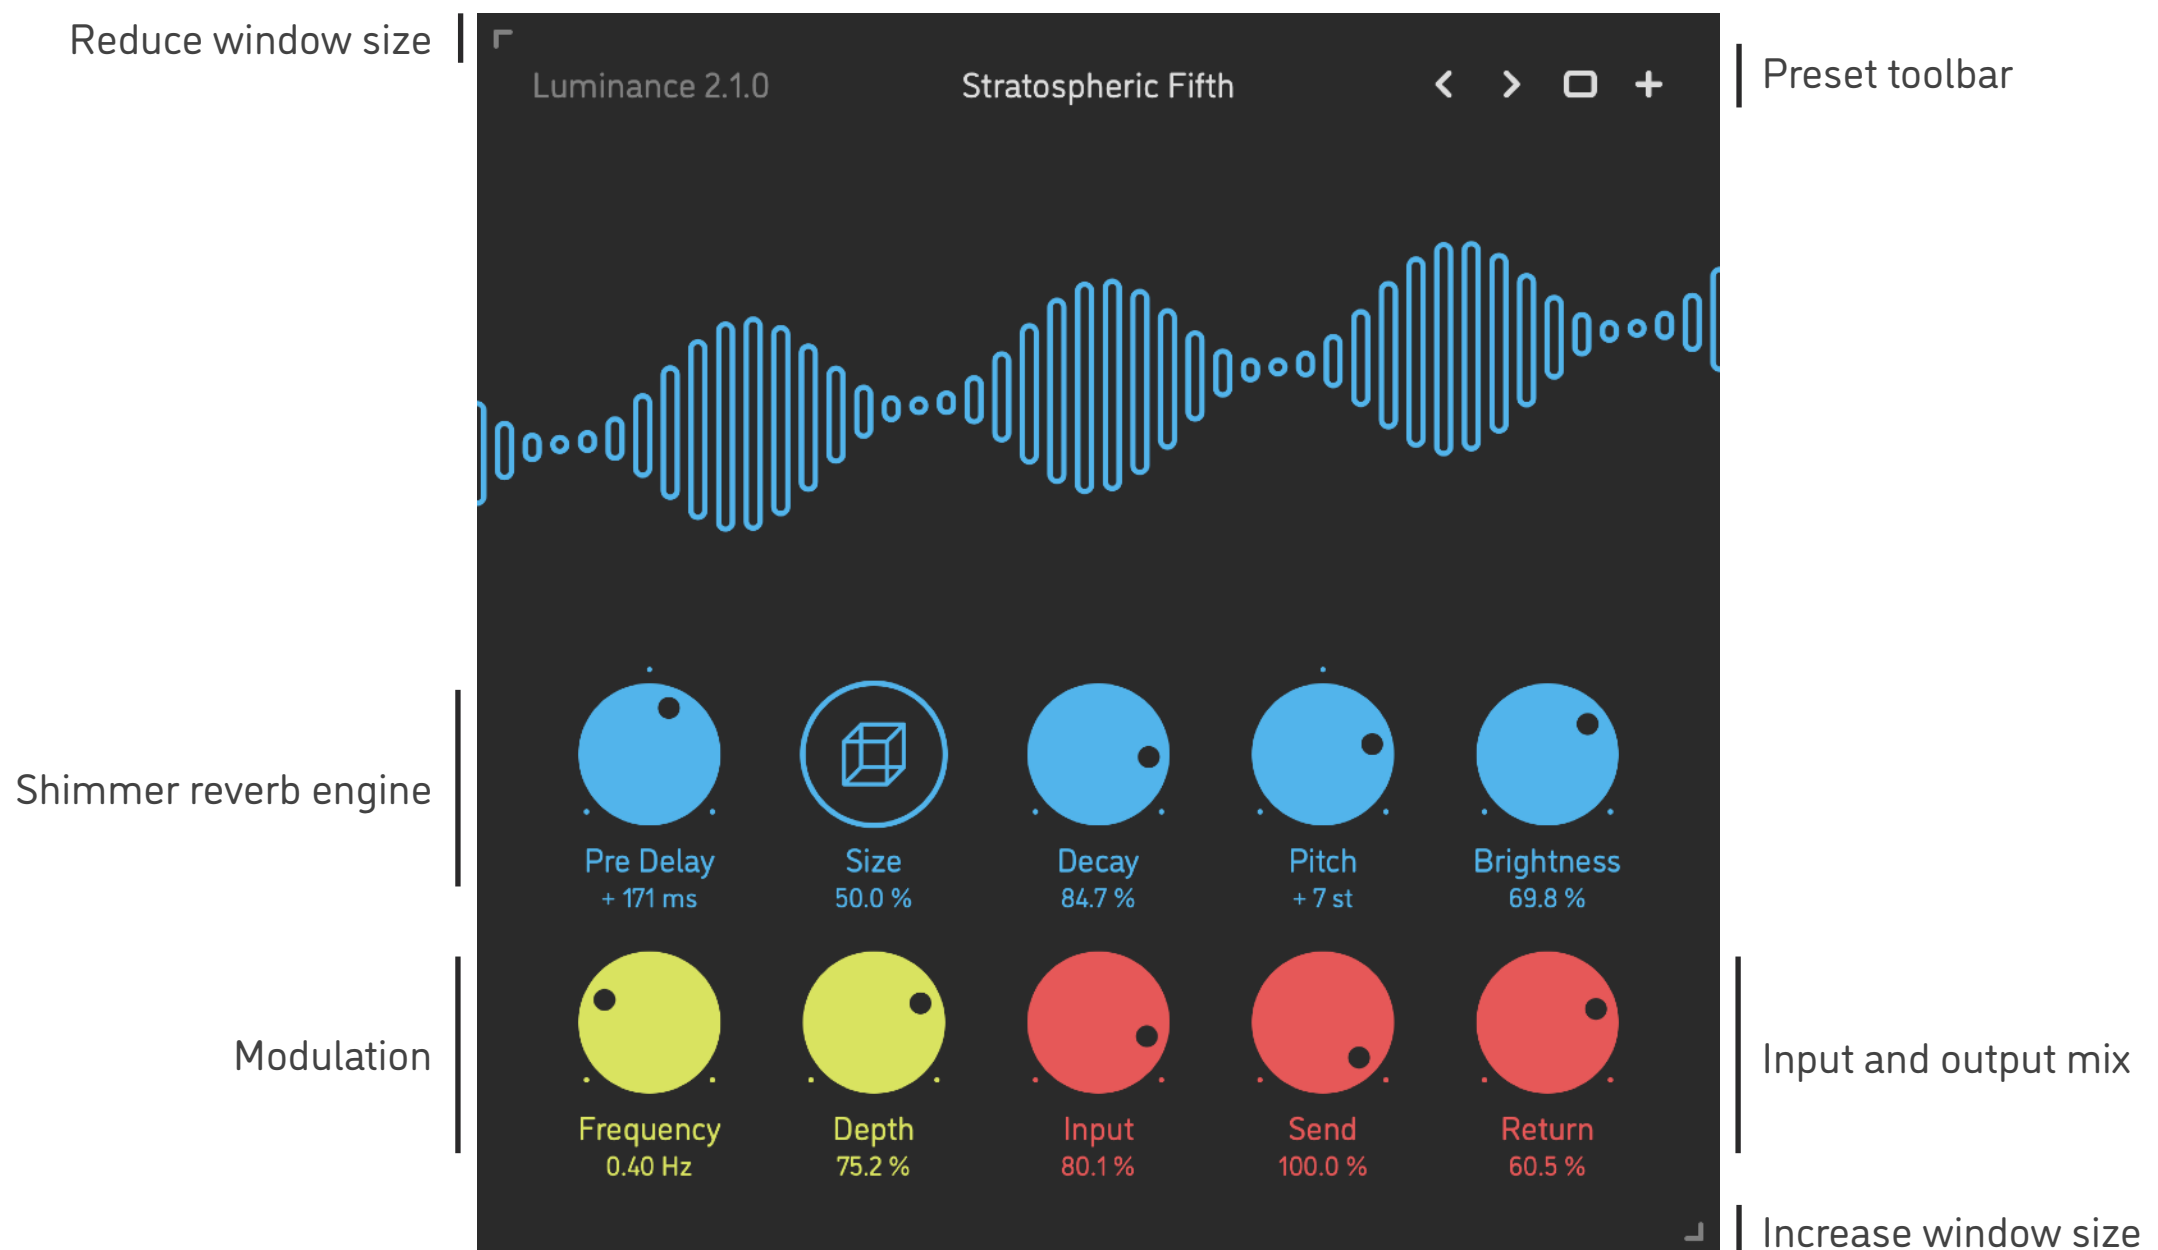 Reduce window size
Luminance 2.1.0
Stratospheric Fifth
Preset toolbar
Shimmer reverb engine
Pre Delay
+ 171 ms
Size
50.0 %
Decay
84.7 %
Pitch
+ 7 st
Brightness
69.8 %
Modulation
Frequency
0.40 Hz
Depth
75.2 %
Input
80.1 %
Send
100.0 %
Return
60.5 %
Input and output mix
Increase window size